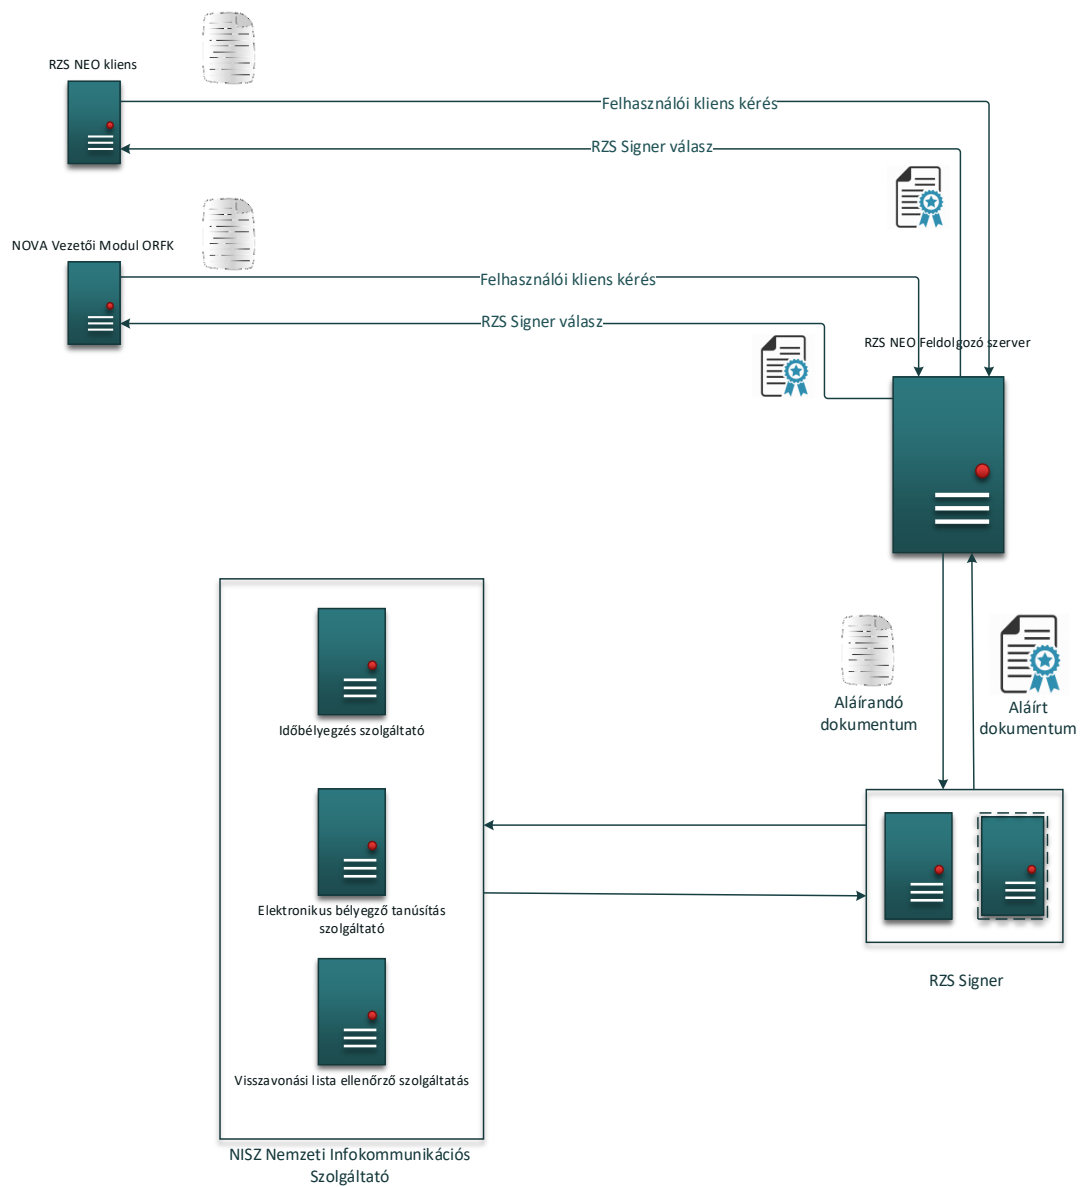 RZS NEO kliens
Felhasználói kliens kérés
RZS Signer válasz
NOVA Vezetői Modul ORFK
Felhasználói kliens kérés
RZS Signer válasz
RZS NEO Feldolgozó szerver
Aláírandó
dokumentum
Aláírt
dokumentum
Időbélyegzés szolgáltató
Elektronikus bélyegző tanúsítás
szolgáltató
RZS Signer
Visszavonási lista ellenőrző szolgáltatás
NISZ Nemzeti Infokommunikációs
Szolgáltató